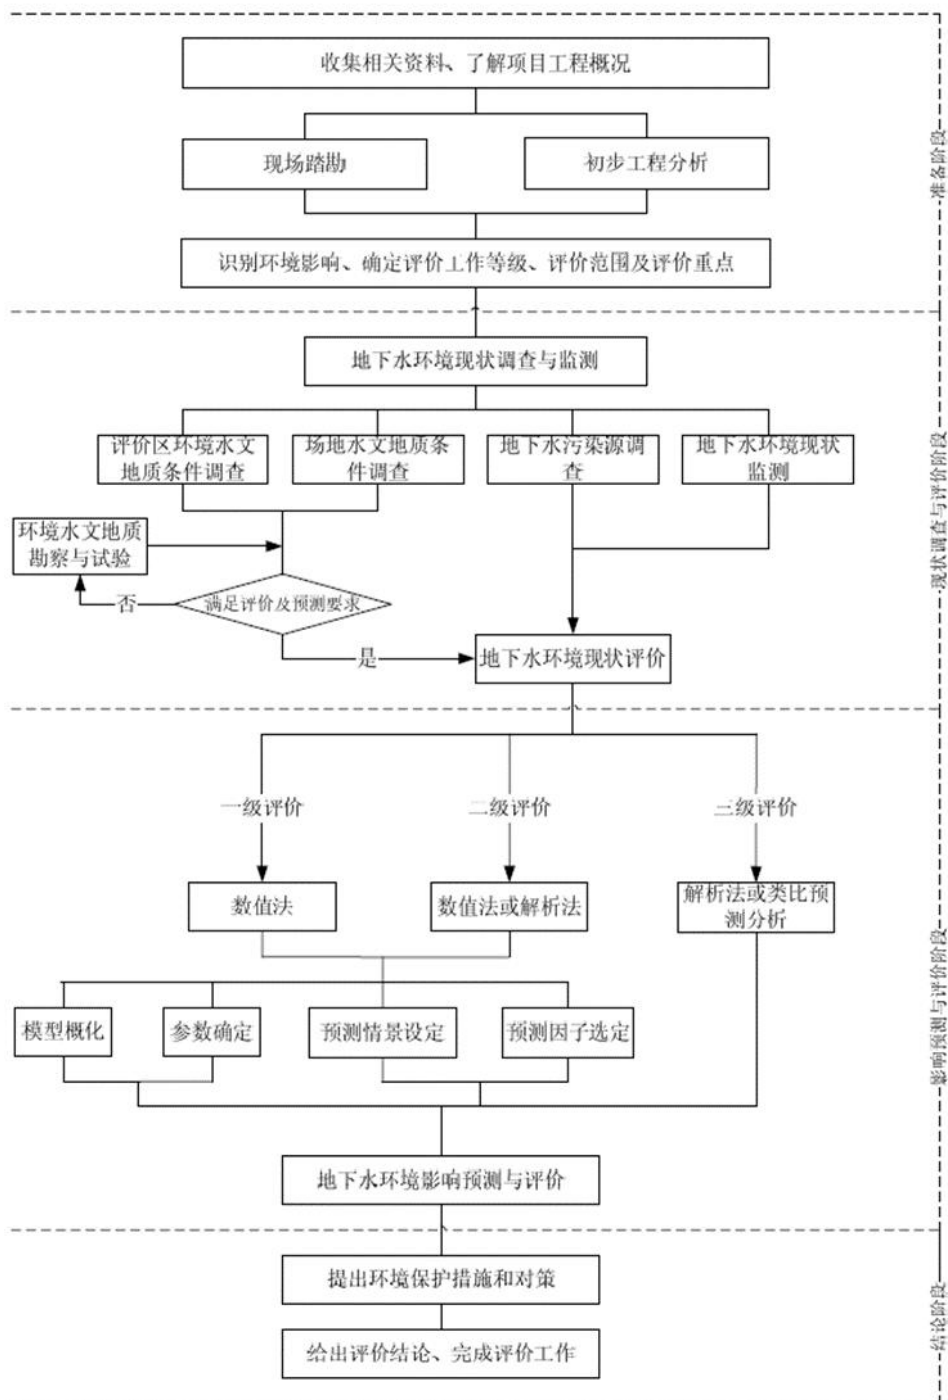 收集相关资料、了解项目工程概况
现场踏勘
初步工程分析
识别环境影响、确定评价工作等级、评价范围及评价重点
准备阶段
地下水环境现状调查与监测
评价区环境水文
地质条件调查
场地水文地质条
件调查
地下水污染源调
查
地下水环境现状
监测
环境水文地质
勘察与试验
否
满足评价及预测要求
是
地下水环境现状评价
现状调查与评价阶段
一级评价
二级评价
三级评价
数值法
数值法或解析法
解析法或类比预
测分析
模型概化
参数确定
预测情景设定
预测因子选定
地下水环境影响预测与评价
影响预测与评价阶段
提出环境保护措施和对策
给出评价结论、完成评价工作
结论阶段